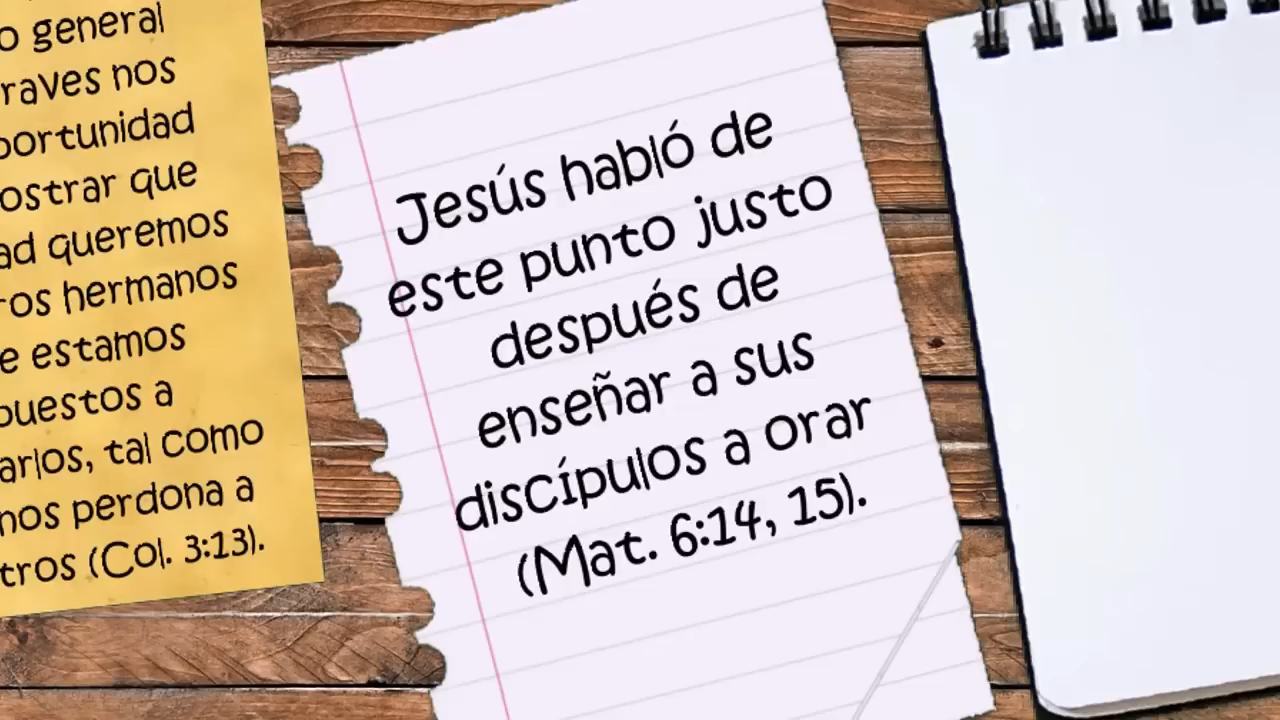 o general
raves nos
portunidad
ostrar que
ad queremos
ros hermanos
e estamos
puestos a
arlos, tal como
nos perdona a
tros (Col. 3:13).
Jesús habló de
este punto justo
después de
enseñar a sus
discípulos a orar
(Mat. 6:14, 15).